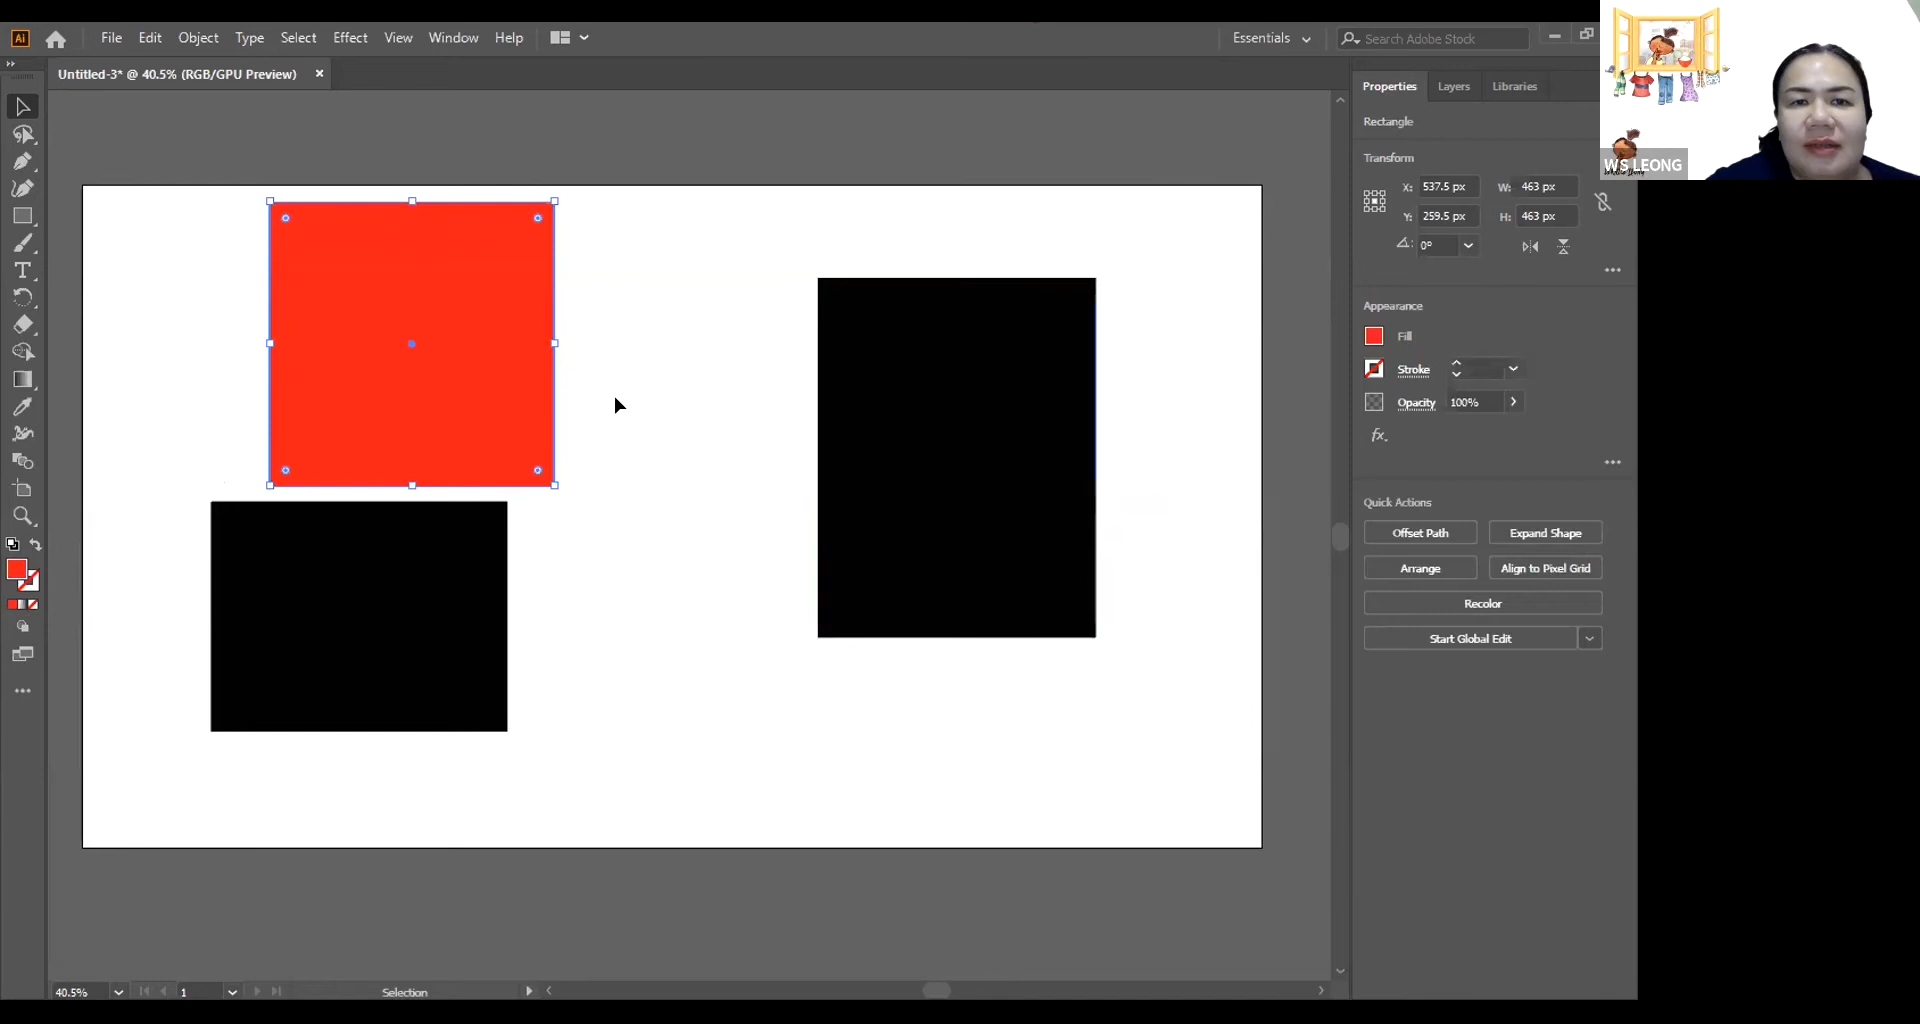 Ai File Edit Object Type Select Effect View Window Help Essentials Search Adobe Stock
Untitled-3* @ 40.5% (RGB/GPU Preview) ×
Properties Layers Libraries
Rectangle
WS LEONG
Transform
X: 537.5 px W: 463 px
Y: 259.5 px H: 463 px
0°
Appearance
Fill
Stroke
Opacity 100%
fx.
Quick Actions
Offset Path Expand Shape
Arrange Align to Pixel Grid
Recolor
Start Global Edit
40.5% 1 Selection